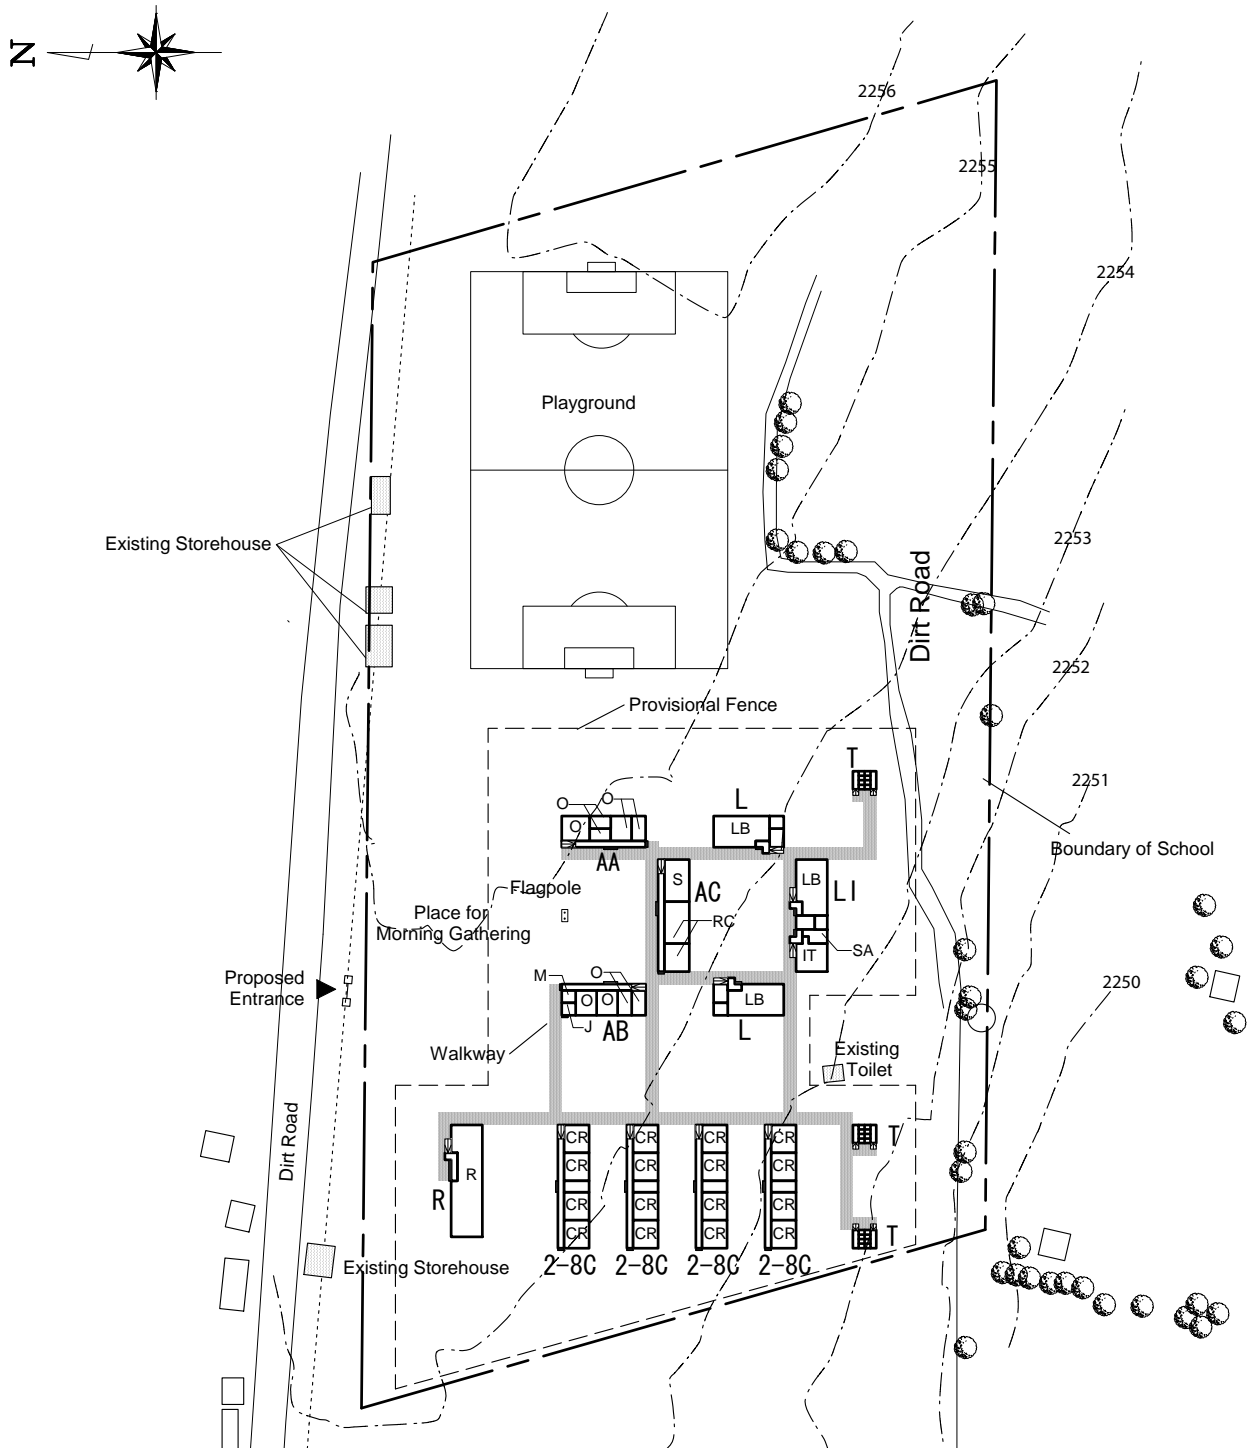 N
2256
2255
2254
Playground
Existing Storehouse
2253
Dirt Road
2252
Provisional Fence
T
2251
O
O
L
O
LB
Boundary of School
AA
Flagpole
S
AC
LB
LI
Place for
Morning Gathering
RC
SA
IT
Proposed
Entrance
M
O
2250
O
O
LB
J
AB
L
Walkway
Existing
Toilet
Dirt Road
CR
CR
CR
CR
T
R
CR
CR
CR
CR
R
CR
CR
CR
CR
CR
CR
CR
CR
T
Existing Storehouse
2-8C
2-8C
2-8C
2-8C